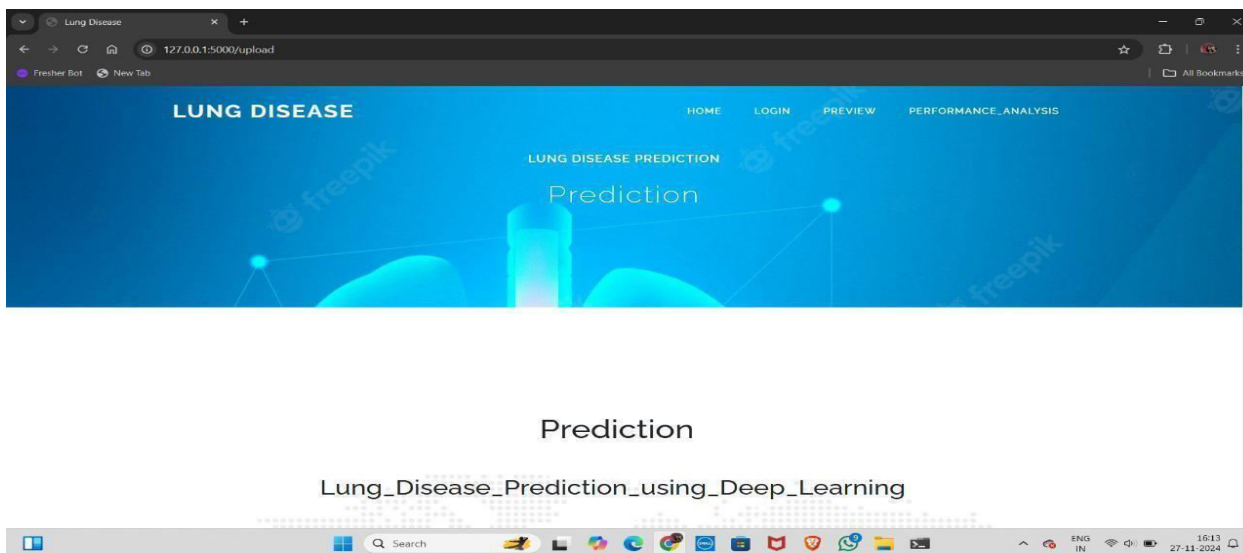 Lung Disease
127.0.0.1:5000/upload
Fresher Bot New Tab All Bookmarks
LUNG DISEASE HOME LOGIN PREVIEW PERFORMANCE_ANALYSIS
LUNG DISEASE PREDICTION
Prediction
freepik
freepik
freepik
Prediction
Lung_Disease_Prediction_using_Deep_Learning
Search ENG 16:13
IN 27-11-2024